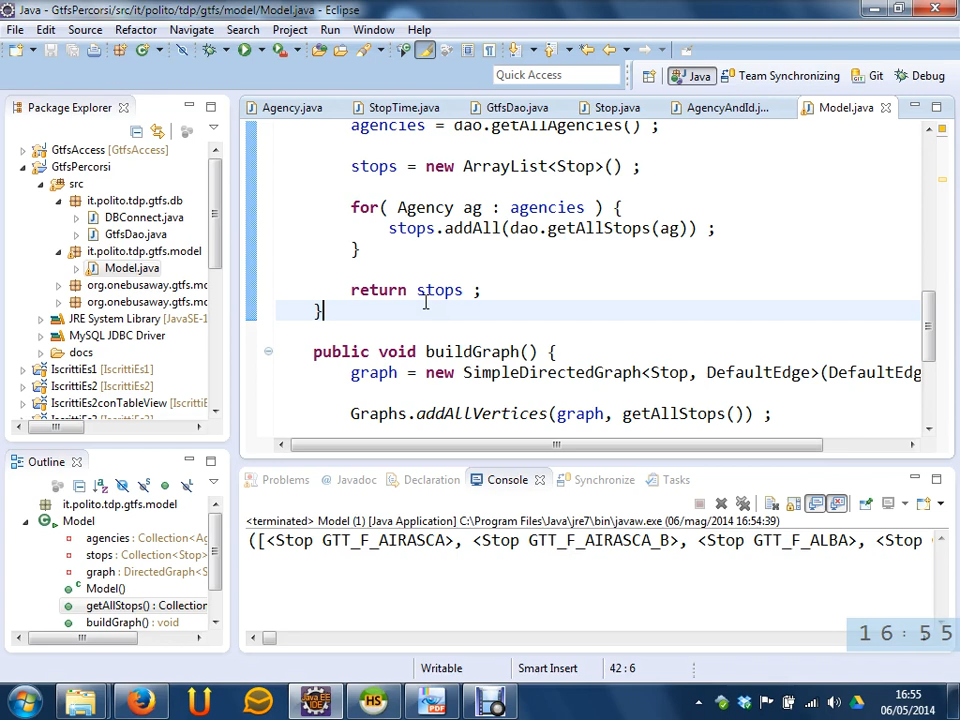 Java - GtfsPercorsi/src/it/polito/tdp/gtfs/model/Model.java - Eclipse
File Edit Source Refactor Navigate Search Project Run Window Help
Quick Access
Java Team Synchronizing Git Debug
Package Explorer
GtfsAccess [GtfsAccess]
GtfsPercorsi
src
it.polito.tdp.gtfs.db
DBConnect.java
GtfsDao.java
it.polito.tdp.gtfs.model
Model.java
org.onebusaway.gtfs.mc
org.onebusaway.gtfs.mc
JRE System Library [JavaSE-1
MySQL JDBC Driver
docs
IscrittiEs1 [IscrittiEs1]
IscrittiEs2 [IscrittiEs2]
IscrittiEs2conTableView [Iscritti
Agency.java StopTime.java GtfsDao.java Stop.java AgencyAndId.j... Model.java
agencies = dao.getAllAgencies() ;
stops = new ArrayList<Stop>() ;
for( Agency ag : agencies ) {
stops.addAll(dao.getAllStops(ag)) ;
}
return stops ;
}
public void buildGraph() {
graph = new SimpleDirectedGraph<Stop, DefaultEdge>(DefaultEdg
Graphs.addAllVertices(graph, getAllStops()) ;
Outline
it.polito.tdp.gtfs.model
Model
agencies : Collection<Ag
stops : Collection<Stop>
graph : DirectedGraph<S
Model()
getAllStops() : Collection
buildGraph() : void
Problems Javadoc Declaration Console Synchronize Tasks
<terminated> Model (1) [Java Application] C:\Program Files\Java\jre7\bin\javaw.exe (06/mag/2014 16:54:39)
([<Stop GTT_F_AIRASCA>, <Stop GTT_F_AIRASCA_B>, <Stop GTT_F_ALBA>, <Stop
16:55
Writable Smart Insert 42 : 6
16:55
06/05/2014